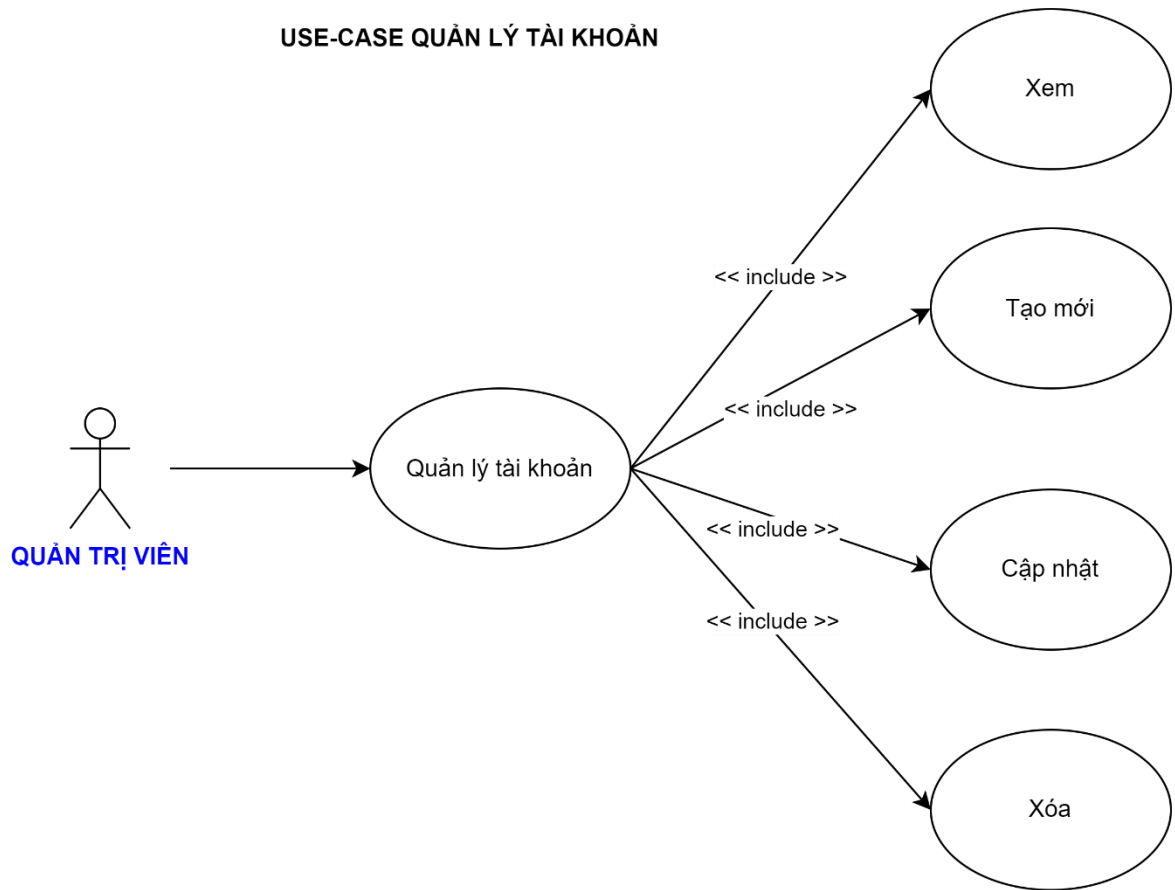 USE-CASE QUẢN LÝ TÀI KHOẢN
Xem
<< include >>
Tạo mới
<< include >>
Quản lý tài khoản
QUẢN TRỊ VIÊN
<< include >>
Cập nhật
<< include >>
Xóa